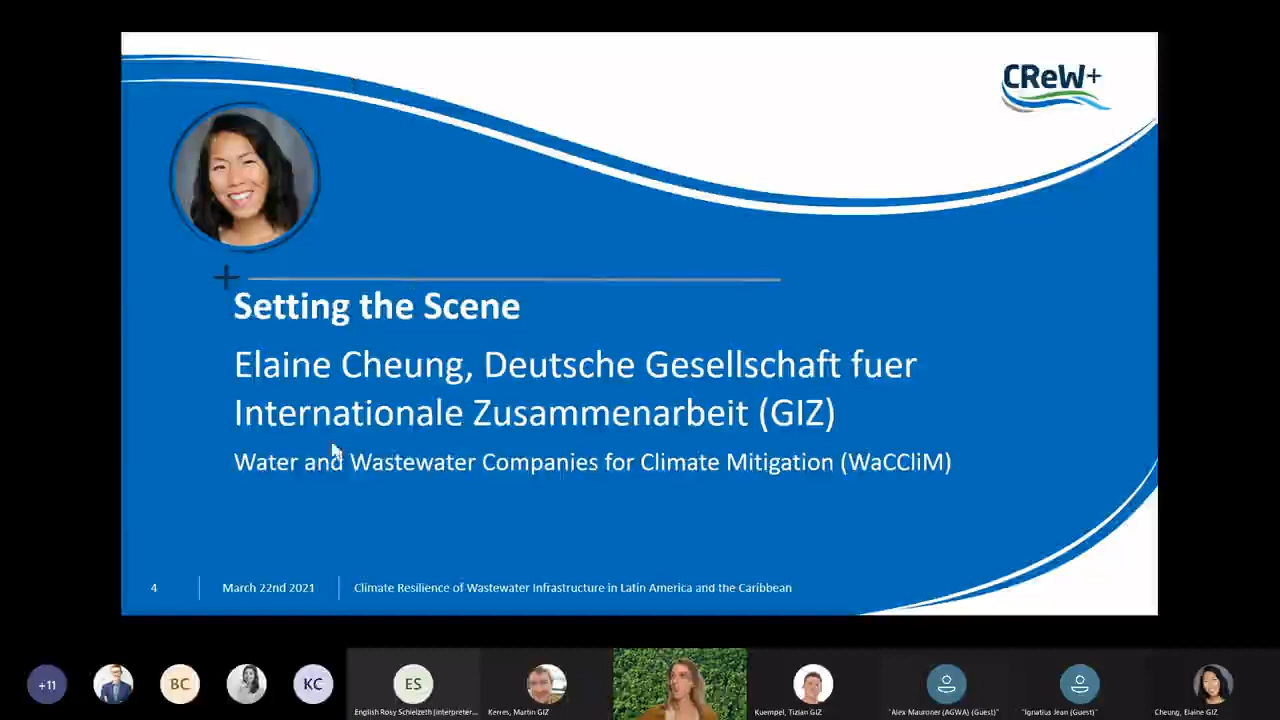 CReW+
Setting the Scene
Elaine Cheung, Deutsche Gesellschaft fuer
Internationale Zusammenarbeit (GIZ)
Water and Wastewater Companies for Climate Mitigation (WaCCliM)
4
March 22nd 2021
Climate Resilience of Wastewater Infrastructure in Latin America and the Caribbean
+11
BC
KC
ES
English Rosy Schielzeth (interpreter...
Kerres, Martin GIZ
Kuempel, Tizian GIZ
"Alex Mauroner (AGWA) (Guest)"
"Ignatius Jean (Guest)"
Cheung, Elaine GIZ